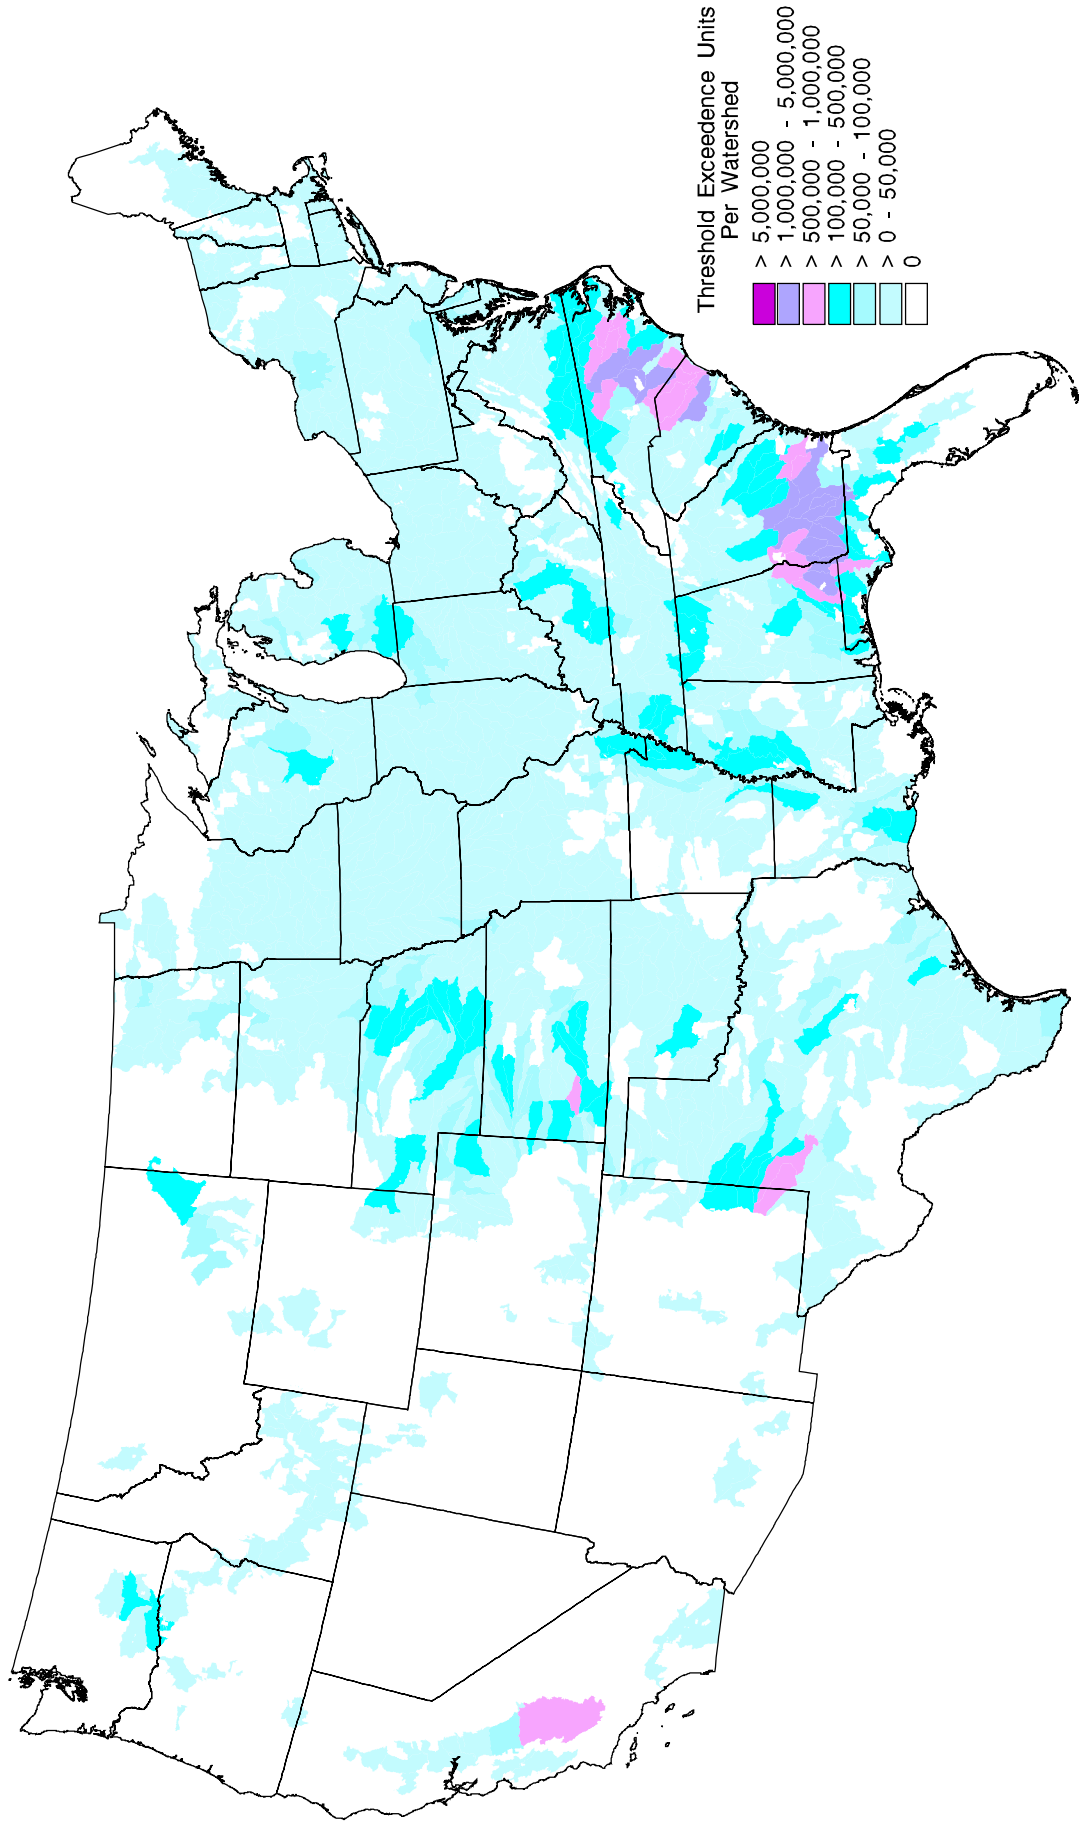 Threshold Exceedence Units
Per Watershed
> 5,000,000
> 1,000,000 - 5,000,000
> 500,000 - 1,000,000
> 100,000 - 500,000
> 50,000 - 100,000
> 0 - 50,000
0